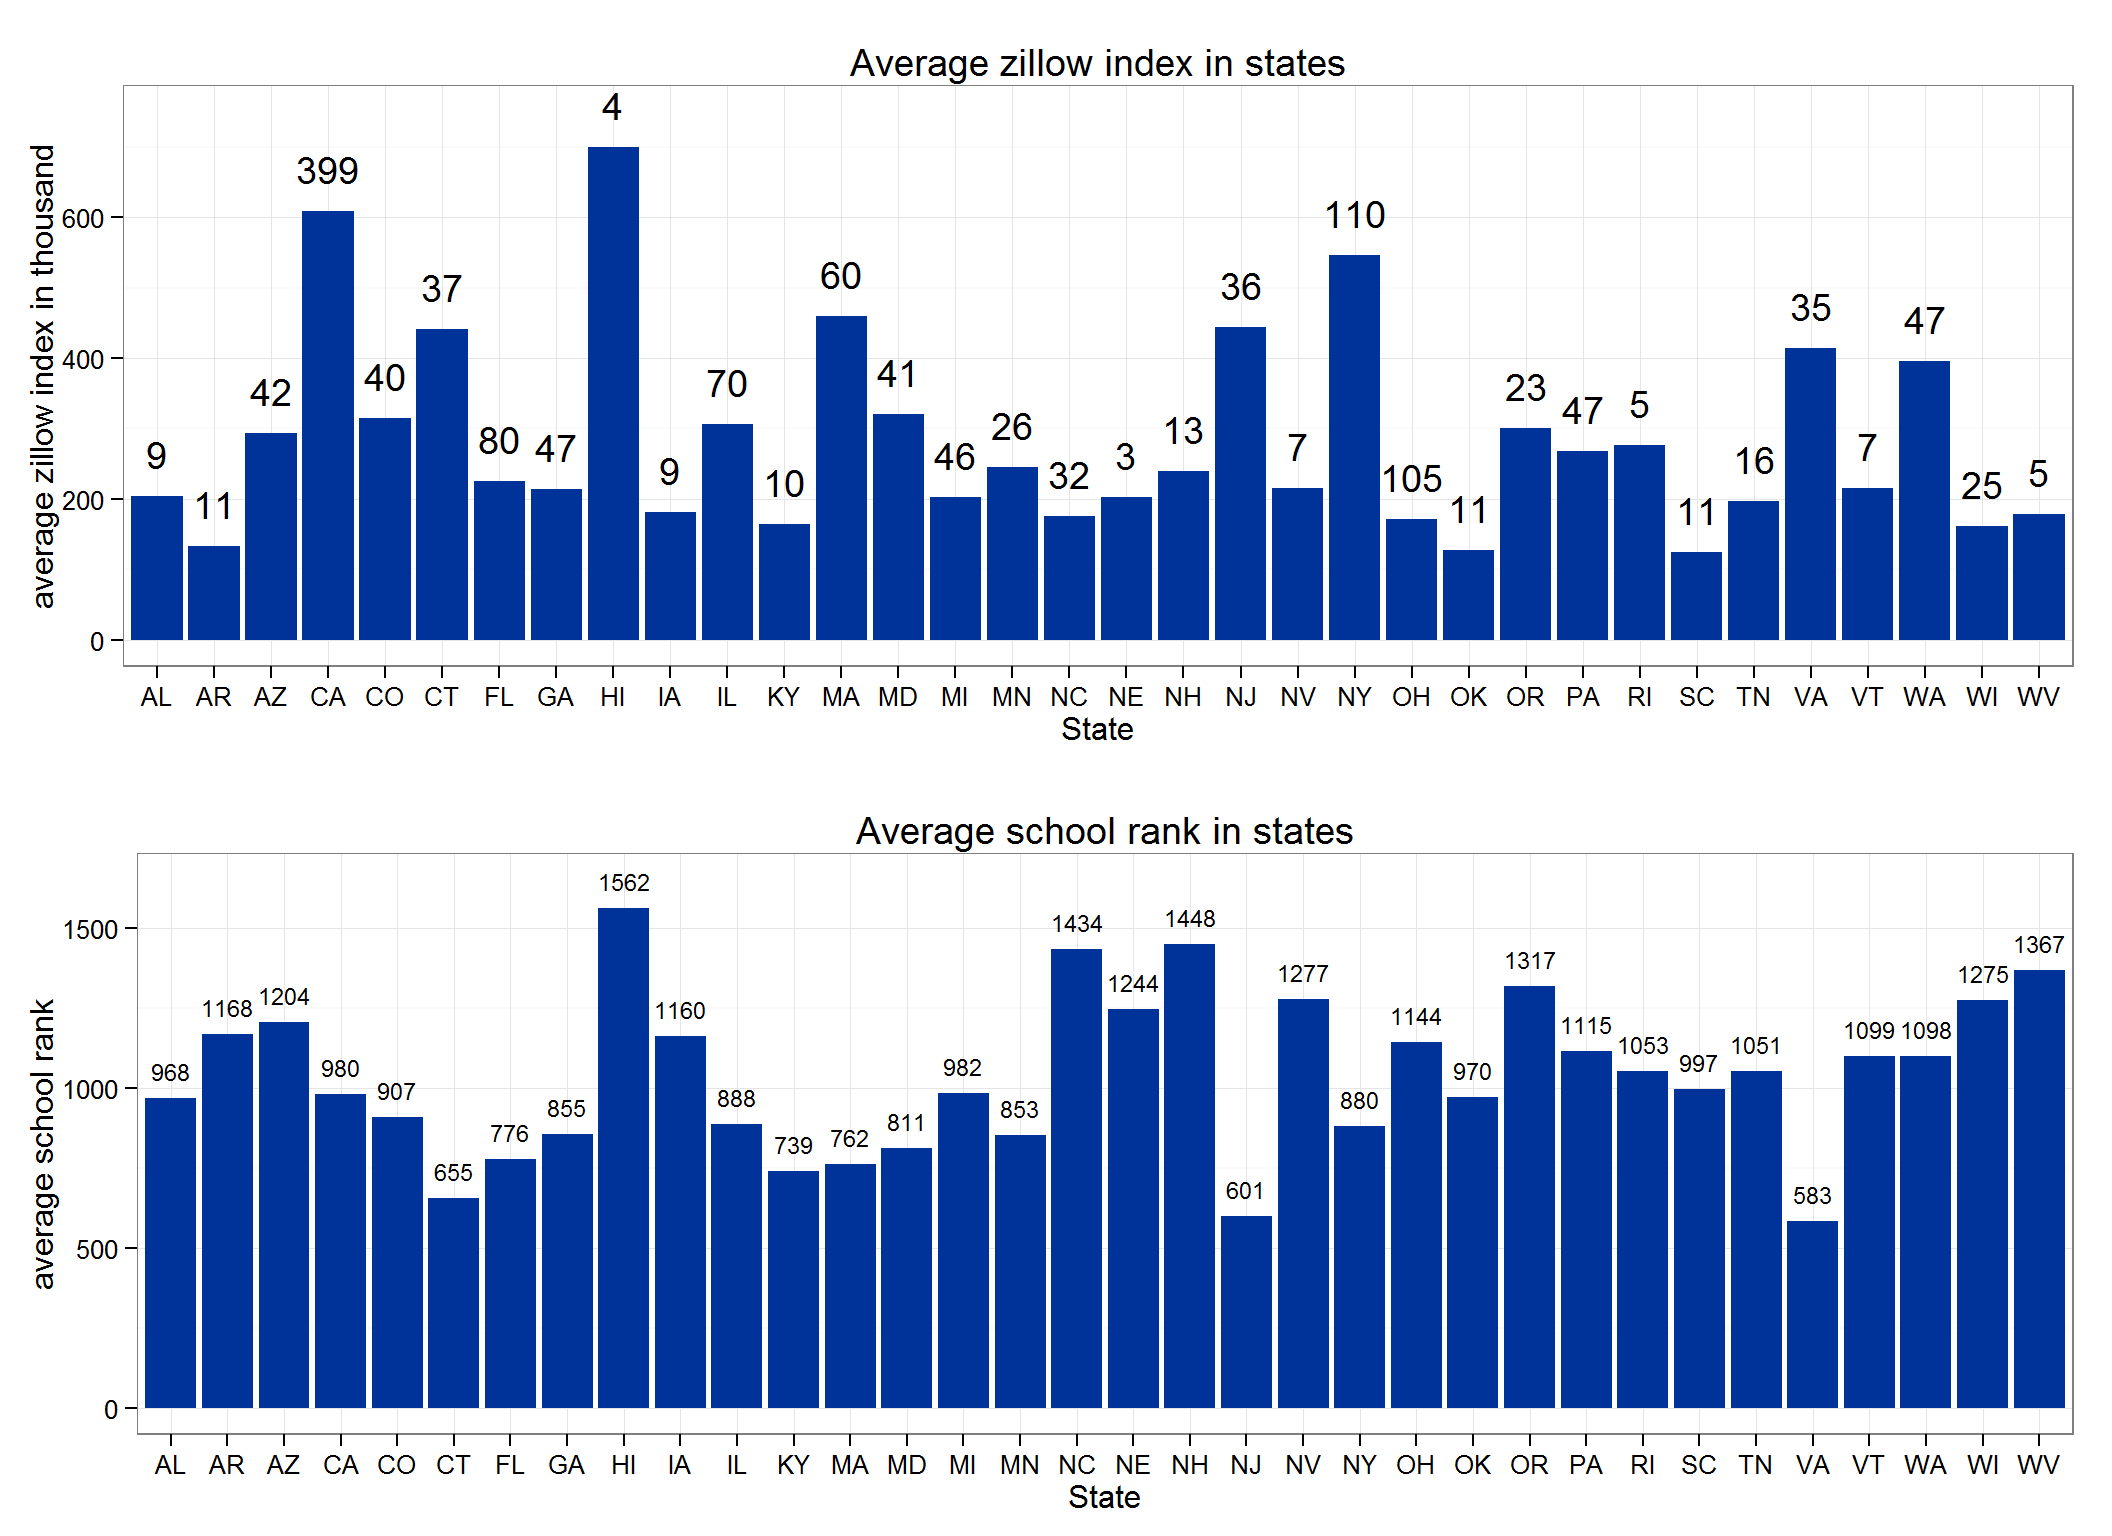 Average zillow index in states
average zillow index in thousand
600
400
200
0
9 11 42 399 40 37 80 47 4 9 70 10 60 41 46 26 32 3 13 36 7 110 105 11 23 47 5 11 16 35 7 47 25 5
AL AR AZ CA CO CT FL GA HI IA IL KY MA MD MI MN NC NE NH NJ NV NY OH OK OR PA RI SC TN VA VT WA WI WV
State
Average school rank in states
average school rank
1500
1000
500
0
968 1168 1204 980 907 655 776 855 1562 1160 888 739 762 811 982 853 1434 1244 1448 601 1277 880 1144 970 1317 1115 1053 997 1051 583 1099 1098 1275 1367
AL AR AZ CA CO CT FL GA HI IA IL KY MA MD MI MN NC NE NH NJ NV NY OH OK OR PA RI SC TN VA VT WA WI WV
State